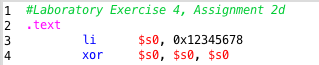 1 #Laboratory Exercise 4, Assignment 2d
2 .text
3 li $s0, 0x12345678
4 xor $s0, $s0, $s0